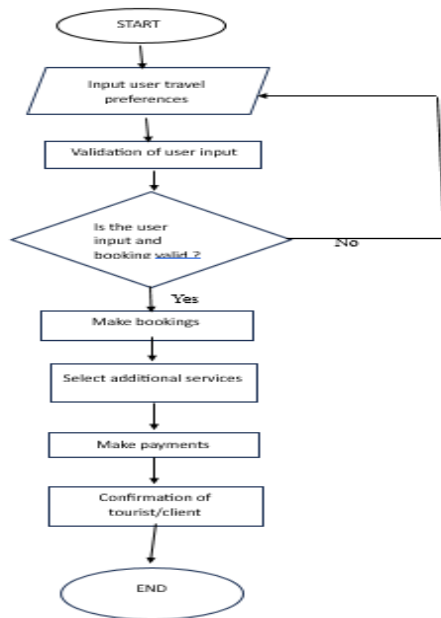 START
Input user travel
preferences
Validation of user input
Is the user
input and
booking valid ?
No
Yes
Make bookings
Select additional services
Make payments
Confirmation of
tourist/client
END